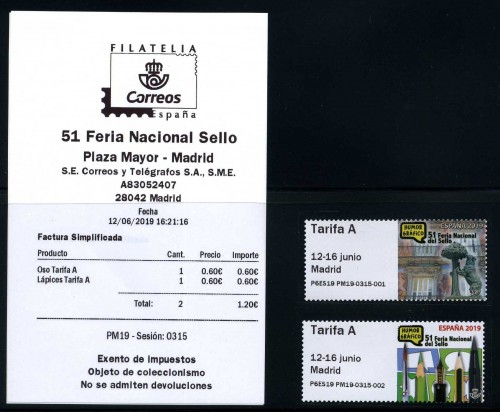 FILATELIA
Correos
España
51 Feria Nacional Sello
Plaza Mayor - Madrid
S.E. Correos y Telégrafos S.A., S.M.E.
A83052407
28042 Madrid
Fecha
12/06/2019 16:21:16
Factura Simplificada
Producto Cant. Precio Importe
Oso Tarifa A 1 0.60€ 0.60€
Lápices Tarifa A 1 0.60€ 0.60€
Total: 2 1.20€
PM19 - Sesión: 0315
Exento de impuestos
Objeto de coleccionismo
No se admiten devoluciones
Tarifa A
12-16 junio
Madrid
P6ES19 PM19-0315-001
HUMOR
GRÁFICO
ESPAÑA 2019
51 Feria Nacional
del Sello
Tarifa A
12-16 junio
Madrid
P6ES19 PM19-0315-002
HUMOR
GRÁFICO
ESPAÑA 2019
51 Feria Nacional
del Sello